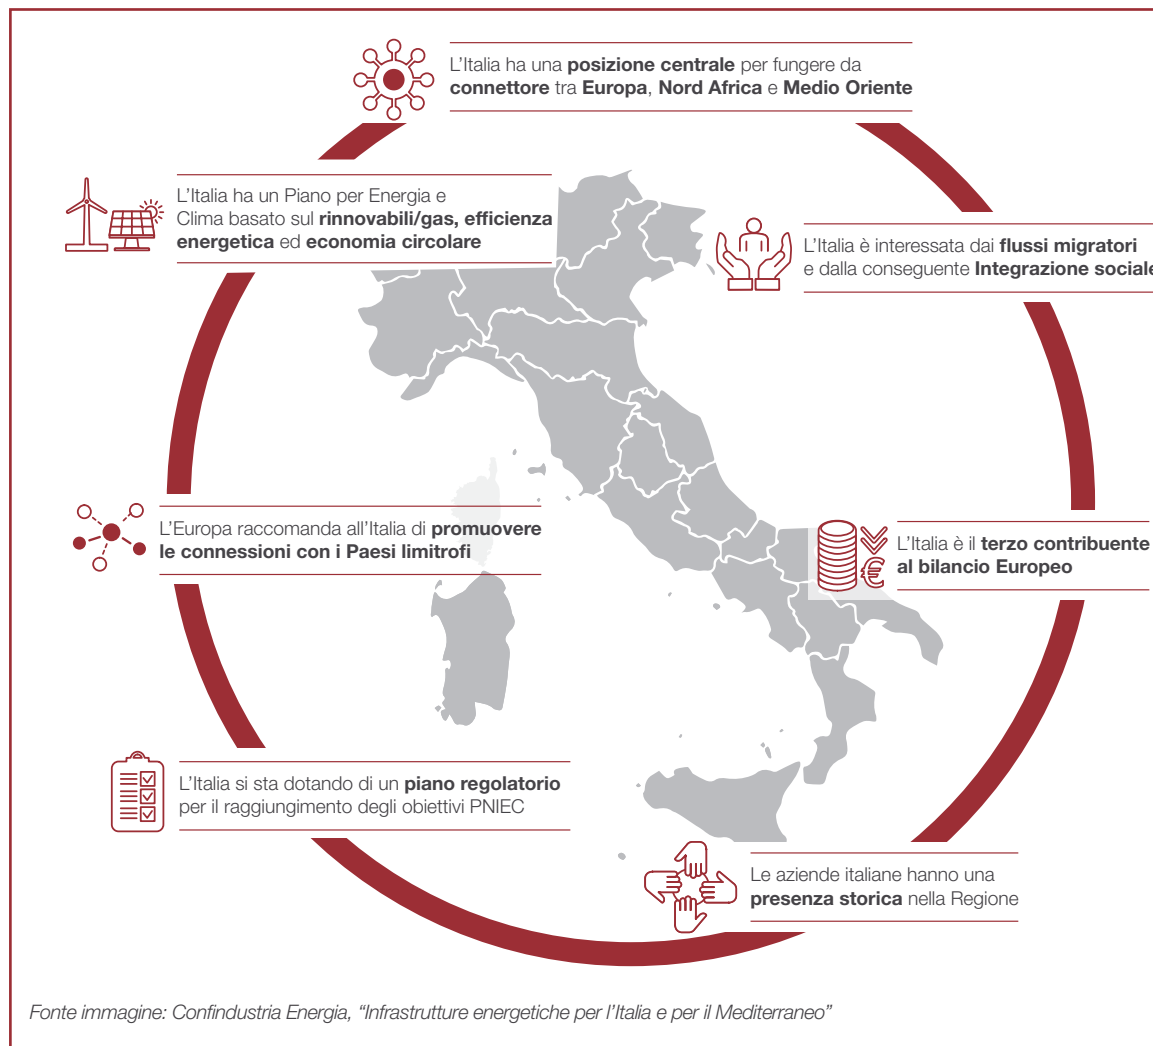 L’Italia ha una posizione centrale per fungere da
connettore tra Europa, Nord Africa e Medio Oriente
L’Italia ha un Piano per Energia e
Clima basato sul rinnovabili/gas, efficienza
energetica ed economia circolare
L’Italia è interessata dai flussi migratori
e dalla conseguente Integrazione sociale
L’Europa raccomanda all’Italia di promuovere
le connessioni con i Paesi limitrofi
L’Italia è il terzo contribuente
al bilancio Europeo
€
L’Italia si sta dotando di un piano regolatorio
per il raggiungimento degli obiettivi PNIEC
Le aziende italiane hanno una
presenza storica nella Regione
Fonte immagine: Confindustria Energia, “Infrastrutture energetiche per l’Italia e per il Mediterraneo”